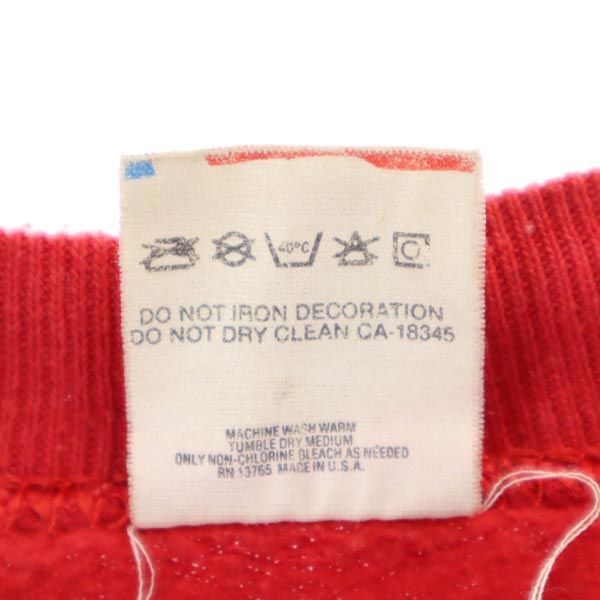 40°C
DO NOT IRON DECORATION
DO NOT DRY CLEAN CA-18345
MACHINE WASH WARM
TUMBLE DRY MEDIUM
ONLY NON-CHLORINE BLEACH AS NEEDED
RN 13765 MADE IN U.S.A.